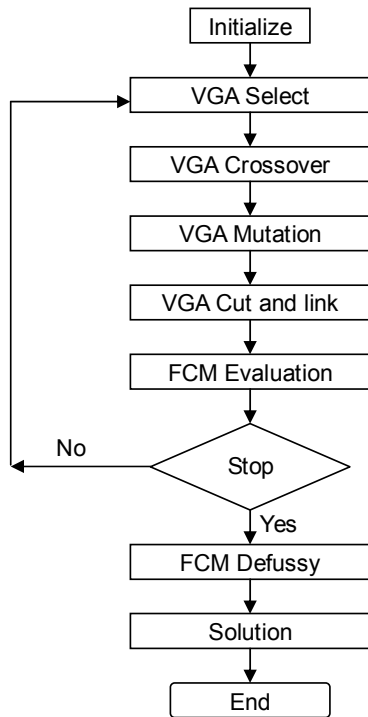 Initialize
VGA Select
VGA Crossover
VGA Mutation
VGA Cut and link
FCM Evaluation
No
Stop
Yes
FCM Defussy
Solution
End